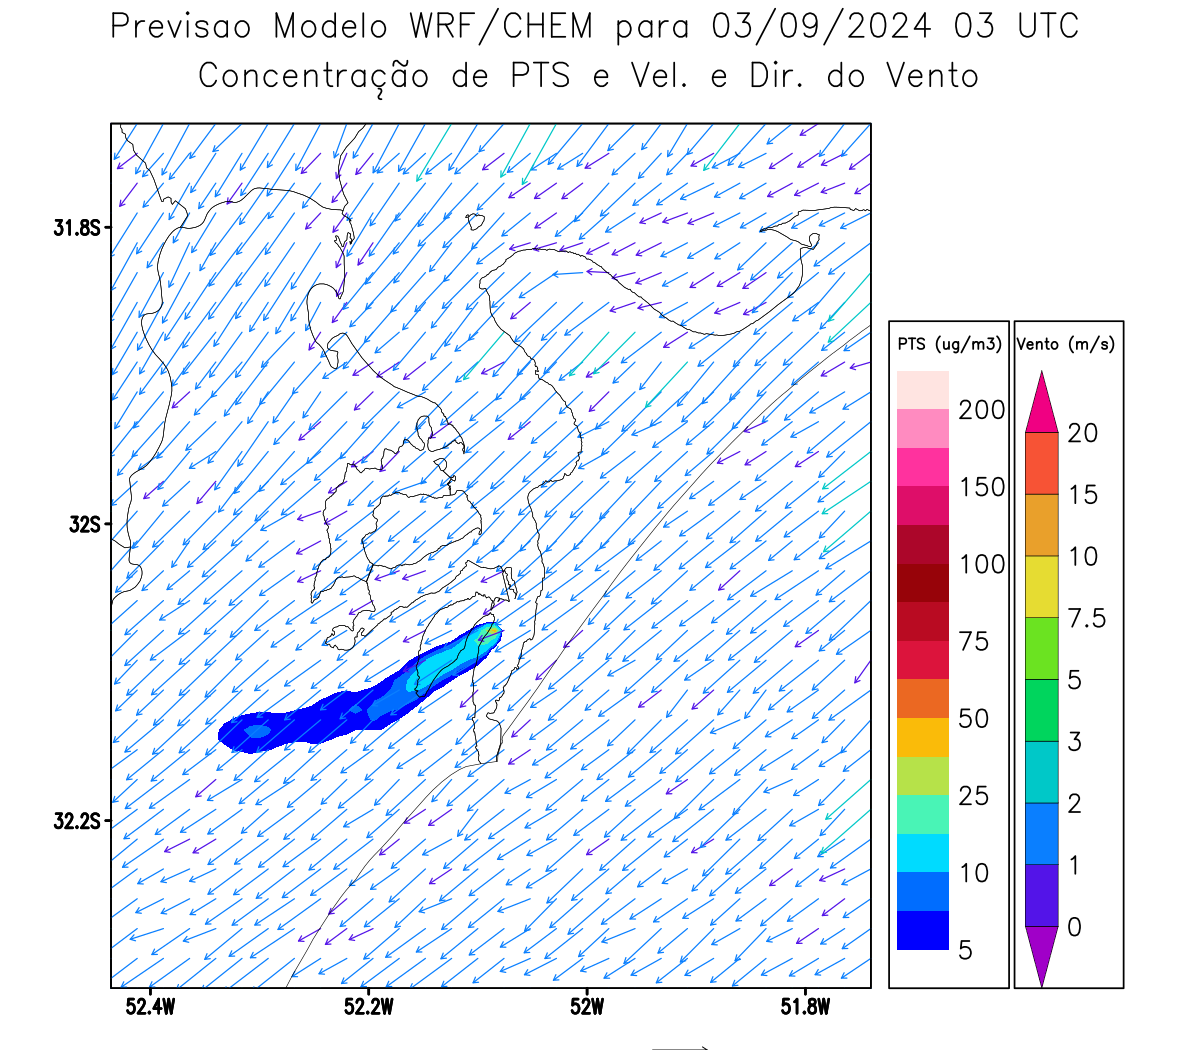 Previsao Modelo WRF/CHEM para 03/09/2024 03 UTC
Concentração de PTS e Vel. e Dir. do Vento
31.8S
32S
32.2S
52.4W
52.2W
52W
51.8W
PTS (ug/m3)
200
150
100
75
50
25
10
5
Vento (m/s)
20
15
10
7.5
5
3
2
1
0